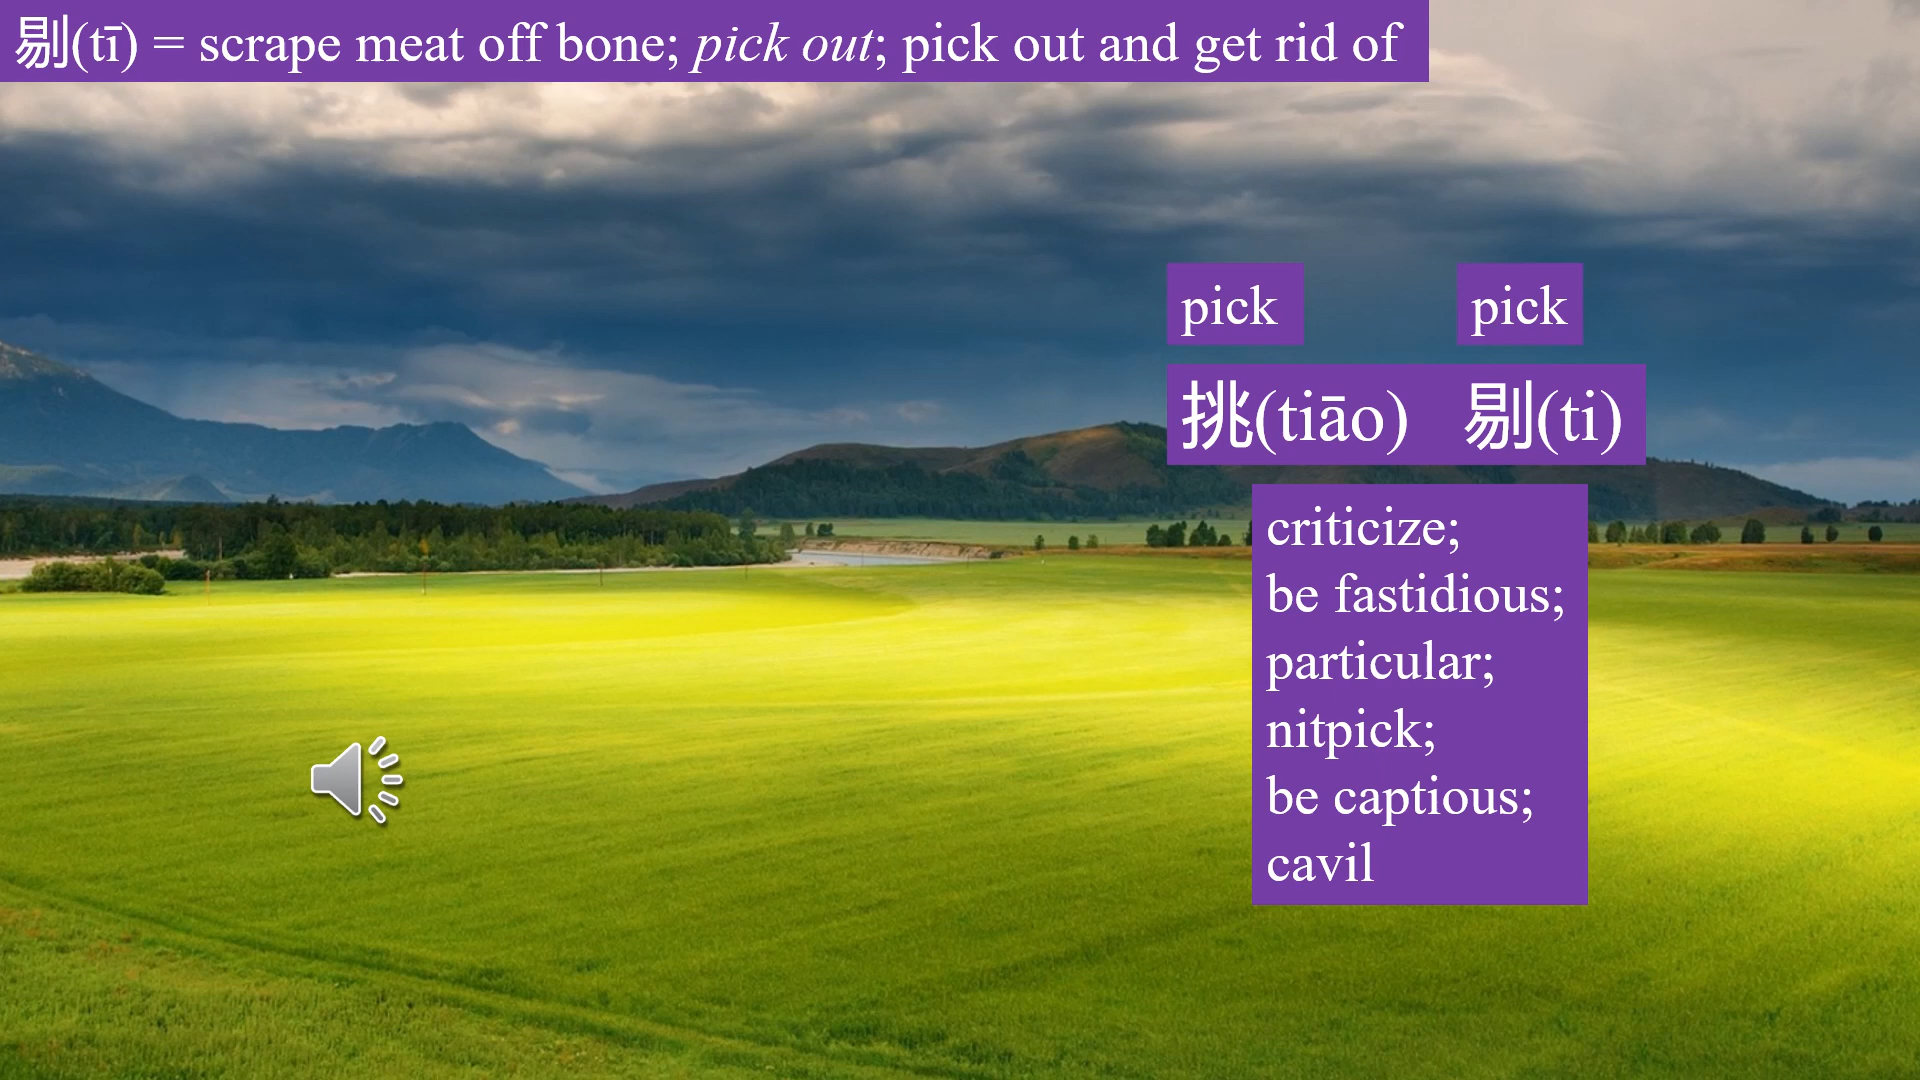 剔(tī) = scrape meat off bone; pick out; pick out and get rid of
pick pick
挑(tiāo) 剔(ti)
criticize;
be fastidious;
particular;
nitpick;
be captious;
cavil